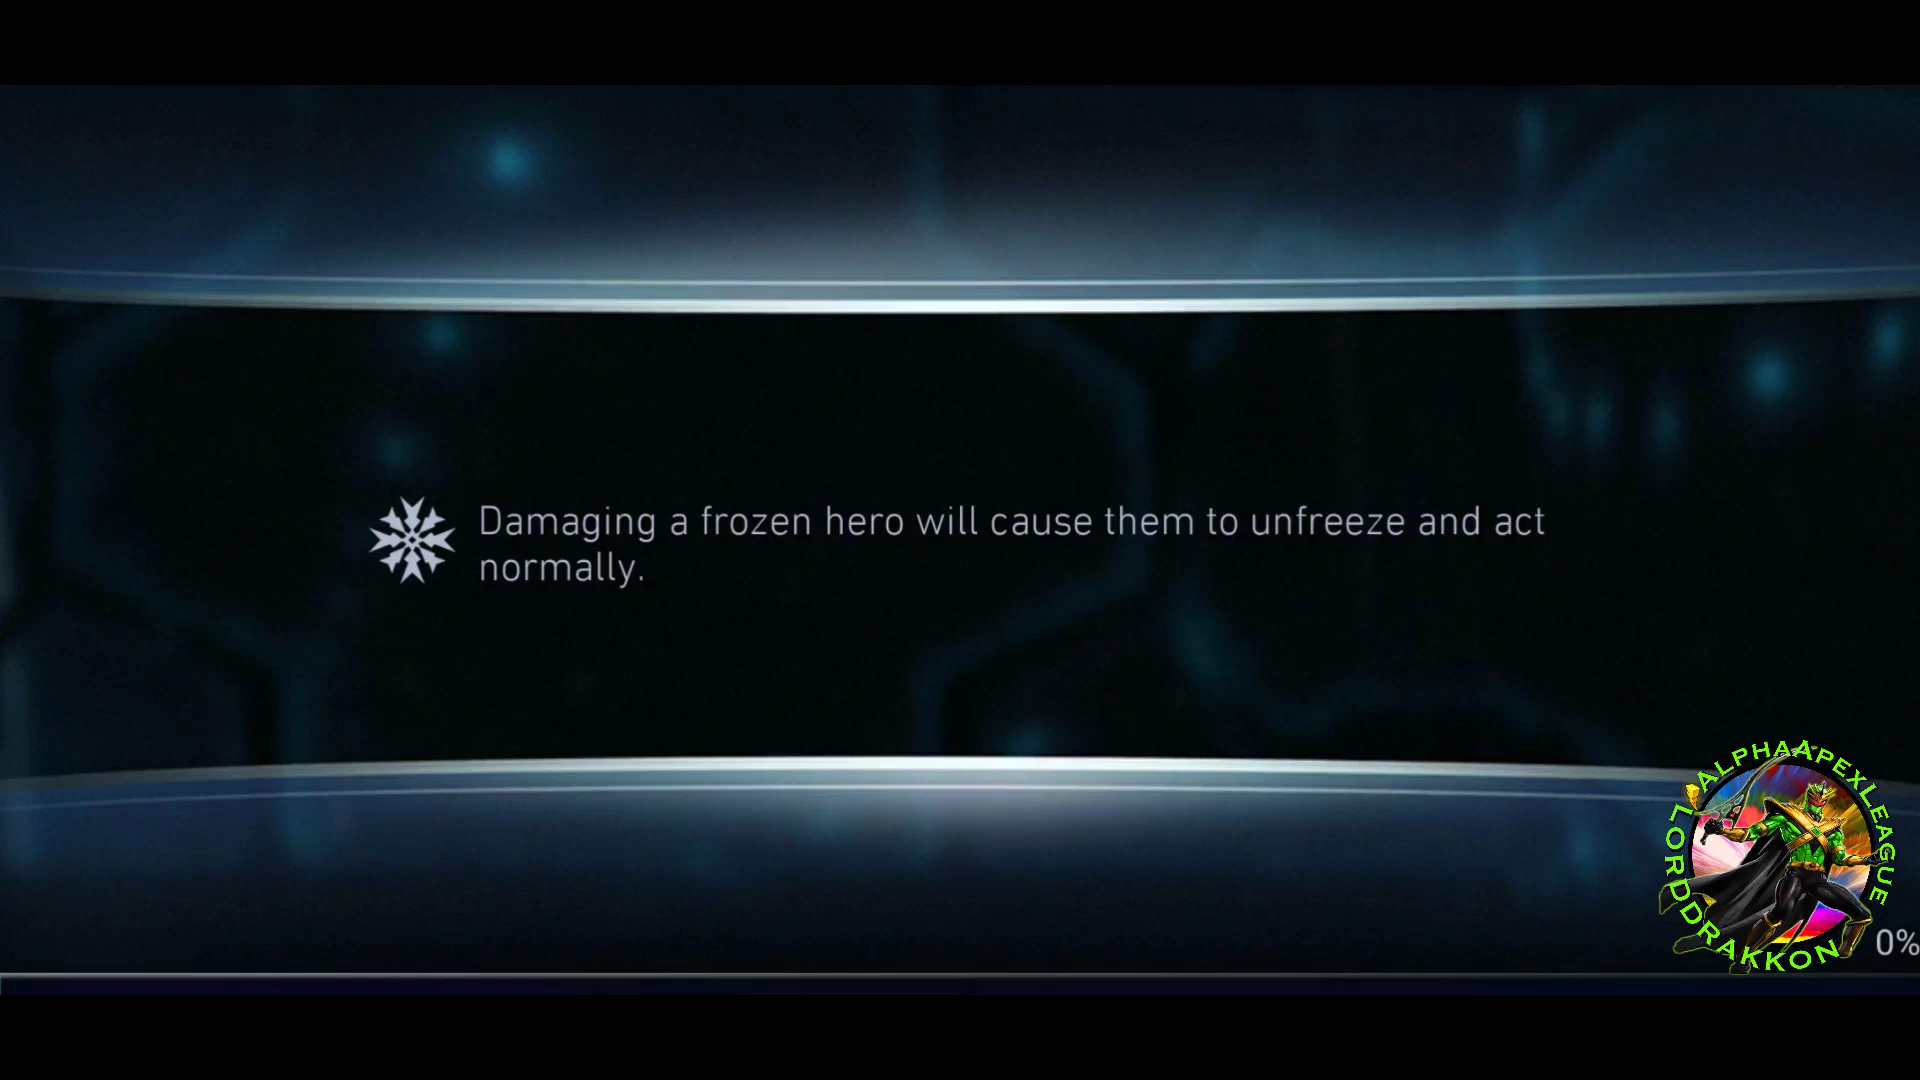 Damaging a frozen hero will cause them to unfreeze and act
normally.
ALPHAAPEXLEAGUE
LORDDRAKKON
0%